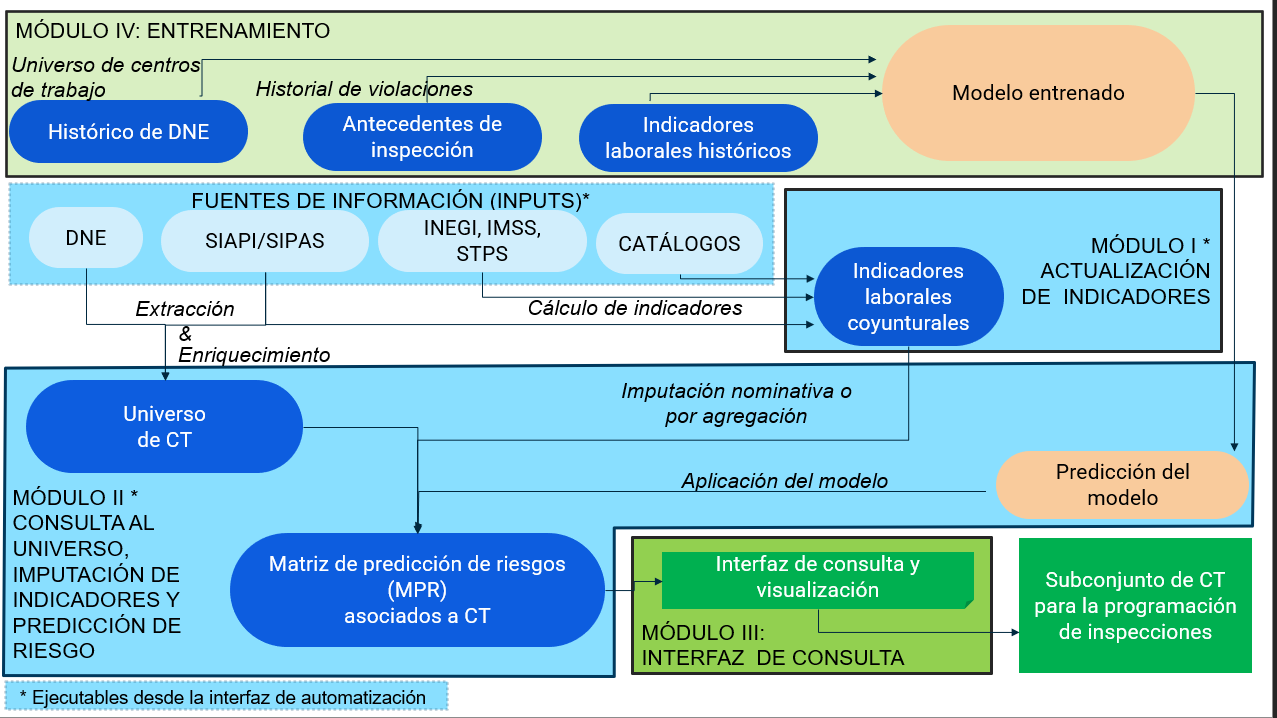 MÓDULO IV: ENTRENAMIENTO
Universo de centros
de trabajo
Historial de violaciones
Histórico de DNE
Antecedentes de
inspección
Indicadores
laborales históricos
Modelo entrenado
FUENTES DE INFORMACIÓN (INPUTS)*
DNE
SIAPI/SIPAS
INEGI, IMSS,
STPS
CATÁLOGOS
MÓDULO I *
ACTUALIZACIÓN
DE INDICADORES
Indicadores
laborales
coyunturales
Extracción
&
Enriquecimiento
Cálculo de indicadores
Universo
de CT
Imputación nominativa o
por agregación
Aplicación del modelo
Predicción del
modelo
MÓDULO II *
CONSULTA AL
UNIVERSO,
IMPUTACIÓN DE
INDICADORES Y
PREDICCIÓN DE
RIESGO
Matriz de predicción de riesgos
(MPR)
asociados a CT
Interfaz de consulta y
visualización
MÓDULO III:
INTERFAZ DE CONSULTA
Subconjunto de CT
para la programación
de inspecciones
* Ejecutables desde la interfaz de automatización